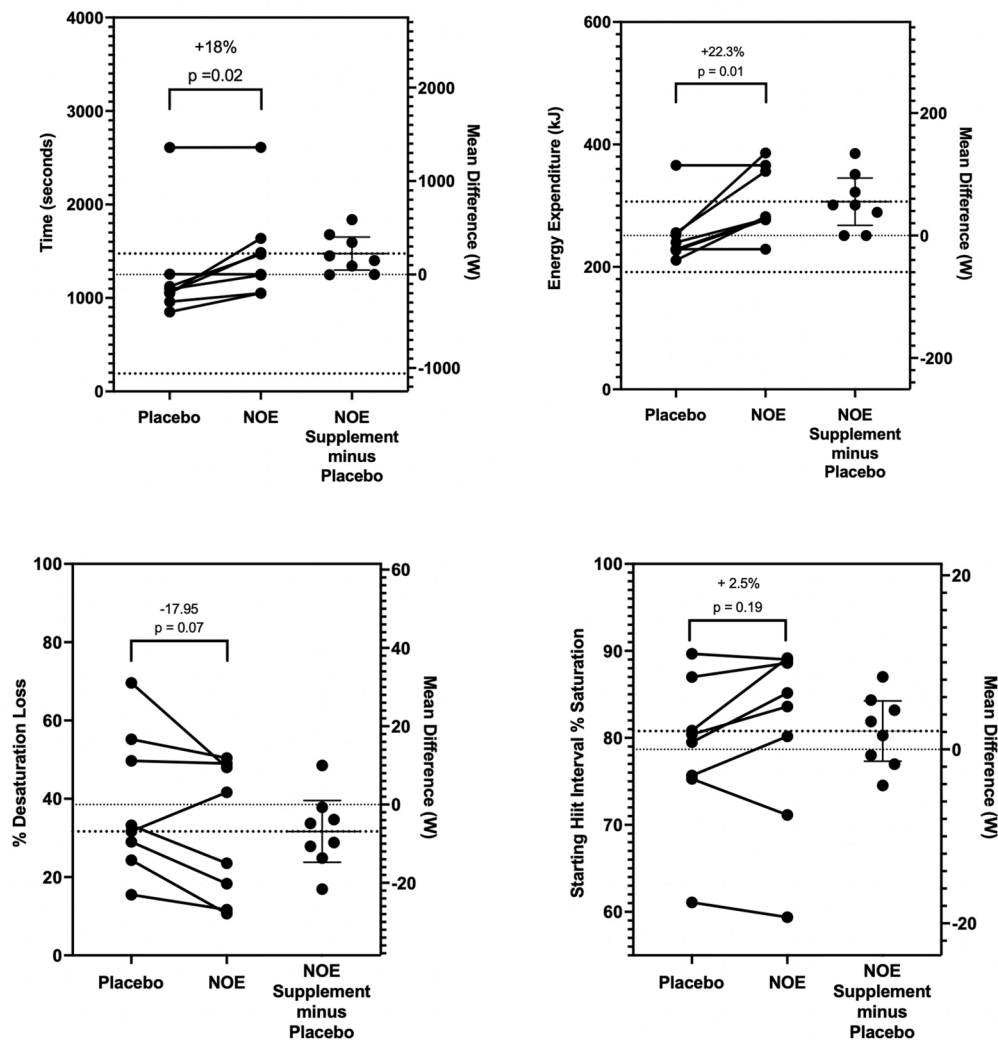 4000
3000
2000
1000
0
Time (seconds)
+18%
p =0.02
2000
1000
0
-1000
Mean Difference (W)
Placebo
NOE
NOE
Supplement
minus
Placebo
600
400
200
0
Energy Expenditure (kJ)
+22.3%
p = 0.01
200
0
-200
Mean Difference (W)
Placebo
NOE
NOE
Supplement
minus
Placebo
100
80
60
40
20
0
% Desaturation Loss
-17.95
p = 0.07
60
40
20
0
-20
Mean Difference (W)
Placebo
NOE
NOE
Supplement
minus
Placebo
100
90
80
70
60
Starting Hiit Interval % Saturation
+ 2.5%
p = 0.19
20
0
-20
Mean Difference (W)
Placebo
NOE
NOE
Supplement
minus
Placebo